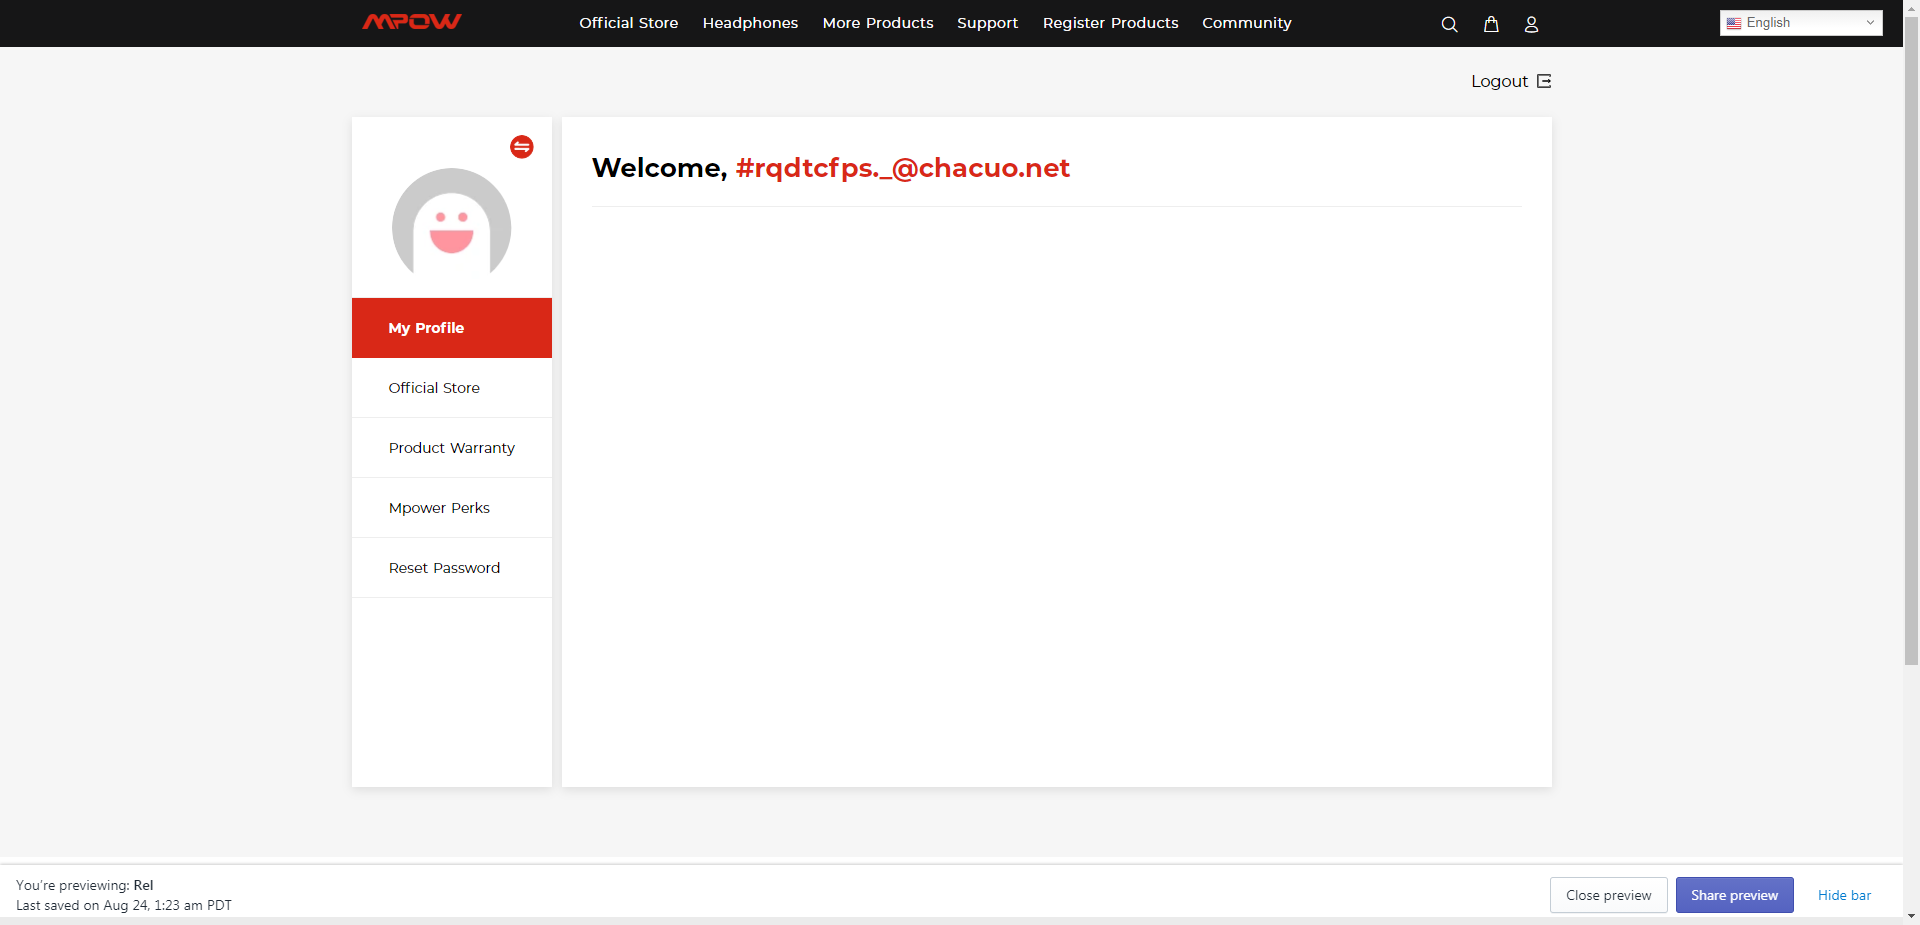 MPOW
Official Store Headphones More Products Support Register Products Community
English
Logout
Welcome, #rqdtcfps._@chacuo.net
My Profile
Official Store
Product Warranty
Mpower Perks
Reset Password
You're previewing: Rel
Last saved on Aug 24, 1:23 am PDT
Close preview
Share preview
Hide bar